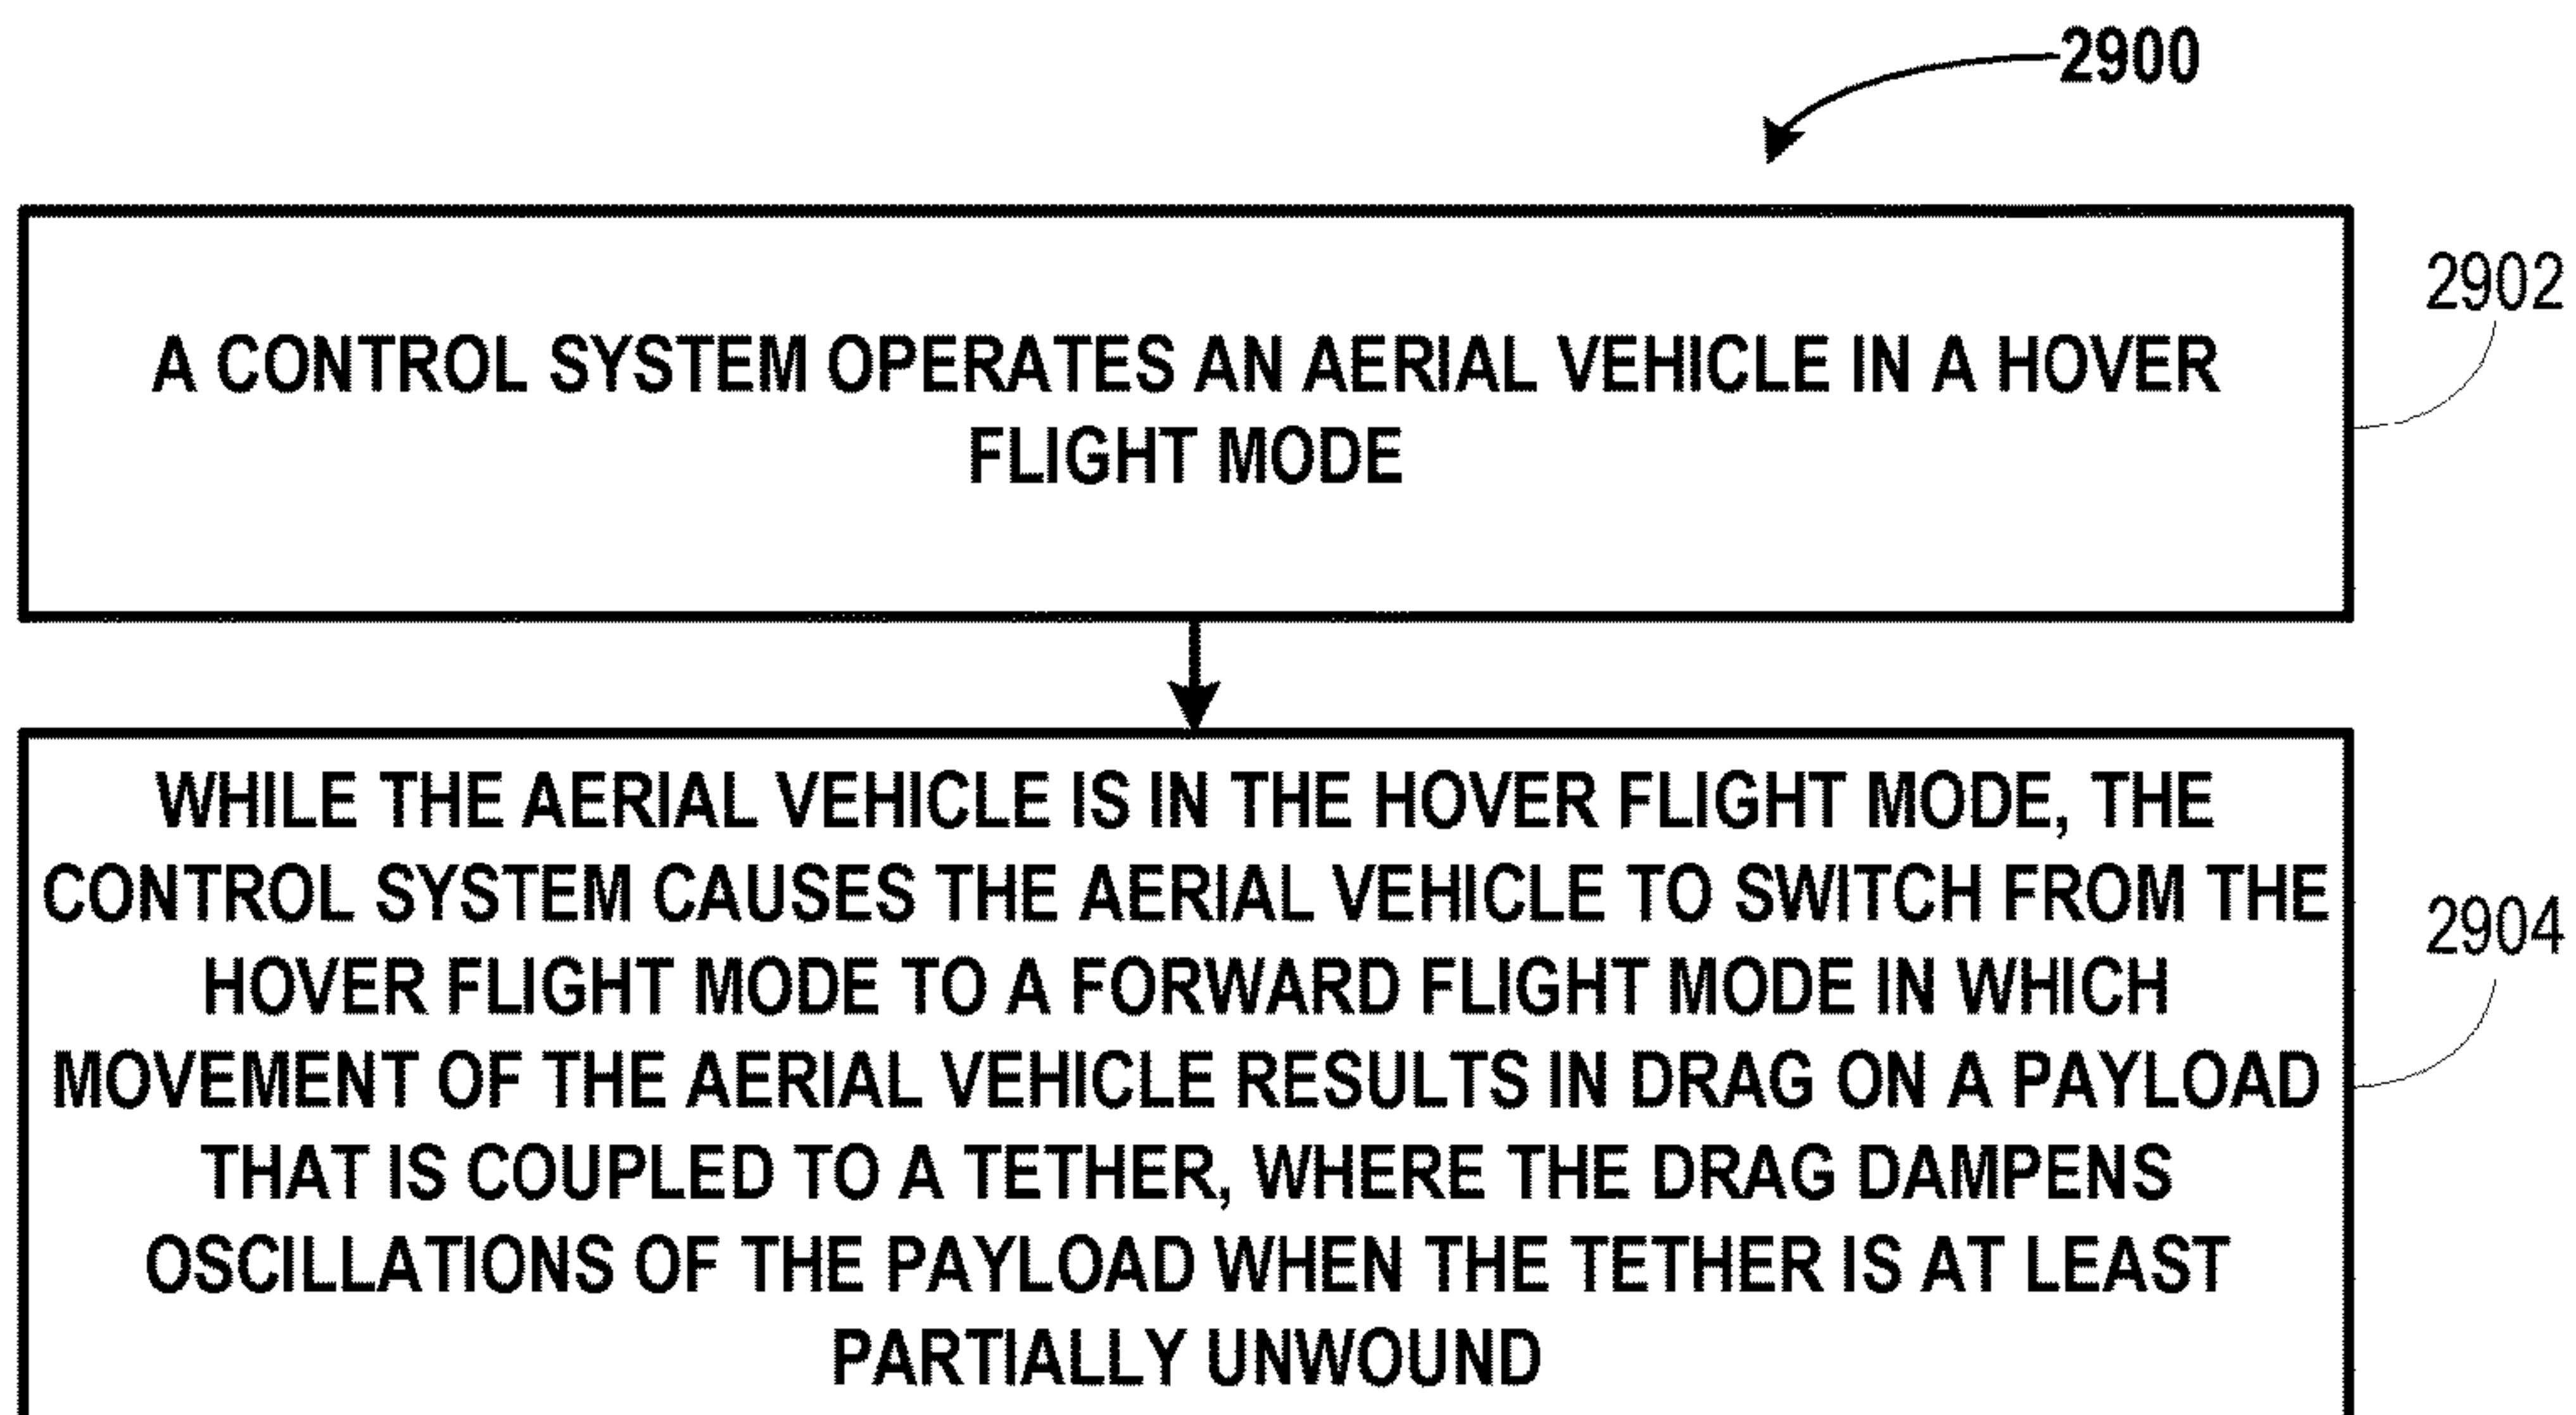 2900
A CONTROL SYSTEM OPERATES AN AERIAL VEHICLE IN A HOVER
FLIGHT MODE
2902
WHILE THE AERIAL VEHICLE IS IN THE HOVER FLIGHT MODE, THE
CONTROL SYSTEM CAUSES THE AERIAL VEHICLE TO SWITCH FROM THE
HOVER FLIGHT MODE TO A FORWARD FLIGHT MODE IN WHICH
MOVEMENT OF THE AERIAL VEHICLE RESULTS IN DRAG ON A PAYLOAD
THAT IS COUPLED TO A TETHER, WHERE THE DRAG DAMPENS
OSCILLATIONS OF THE PAYLOAD WHEN THE TETHER IS AT LEAST
PARTIALLY UNWOUND
2904